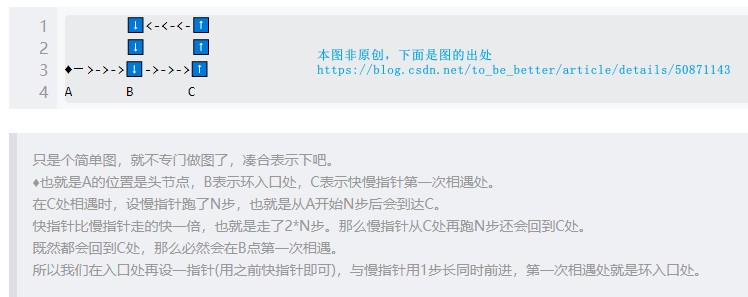 1 ⬇️<-<-<-⬆️
2 ⬇️ ⬆️
本图非原创，下面是图的出处
3 ♦－>->->⬇️->->->⬆️
https://blog.csdn.net/to_be_better/article/details/50871143
4 A B C
只是个简单图，就不专门做图了，凑合表示下吧。
♦也就是A的位置是头节点，B表示环入口处，C表示快慢指针第一次相遇处。
在C处相遇时，设慢指针跑了N步，也就是从A开始N步后会到达C。
快指针比慢指针走的快一倍，也就是走了2*N步。那么慢指针从C处再跑N步还会回到C处。
既然都会回到C处，那么必然会在B点第一次相遇。
所以我们在入口处再设一指针(用之前快指针即可)，与慢指针用1步长同时前进，第一次相遇处就是环入口处。